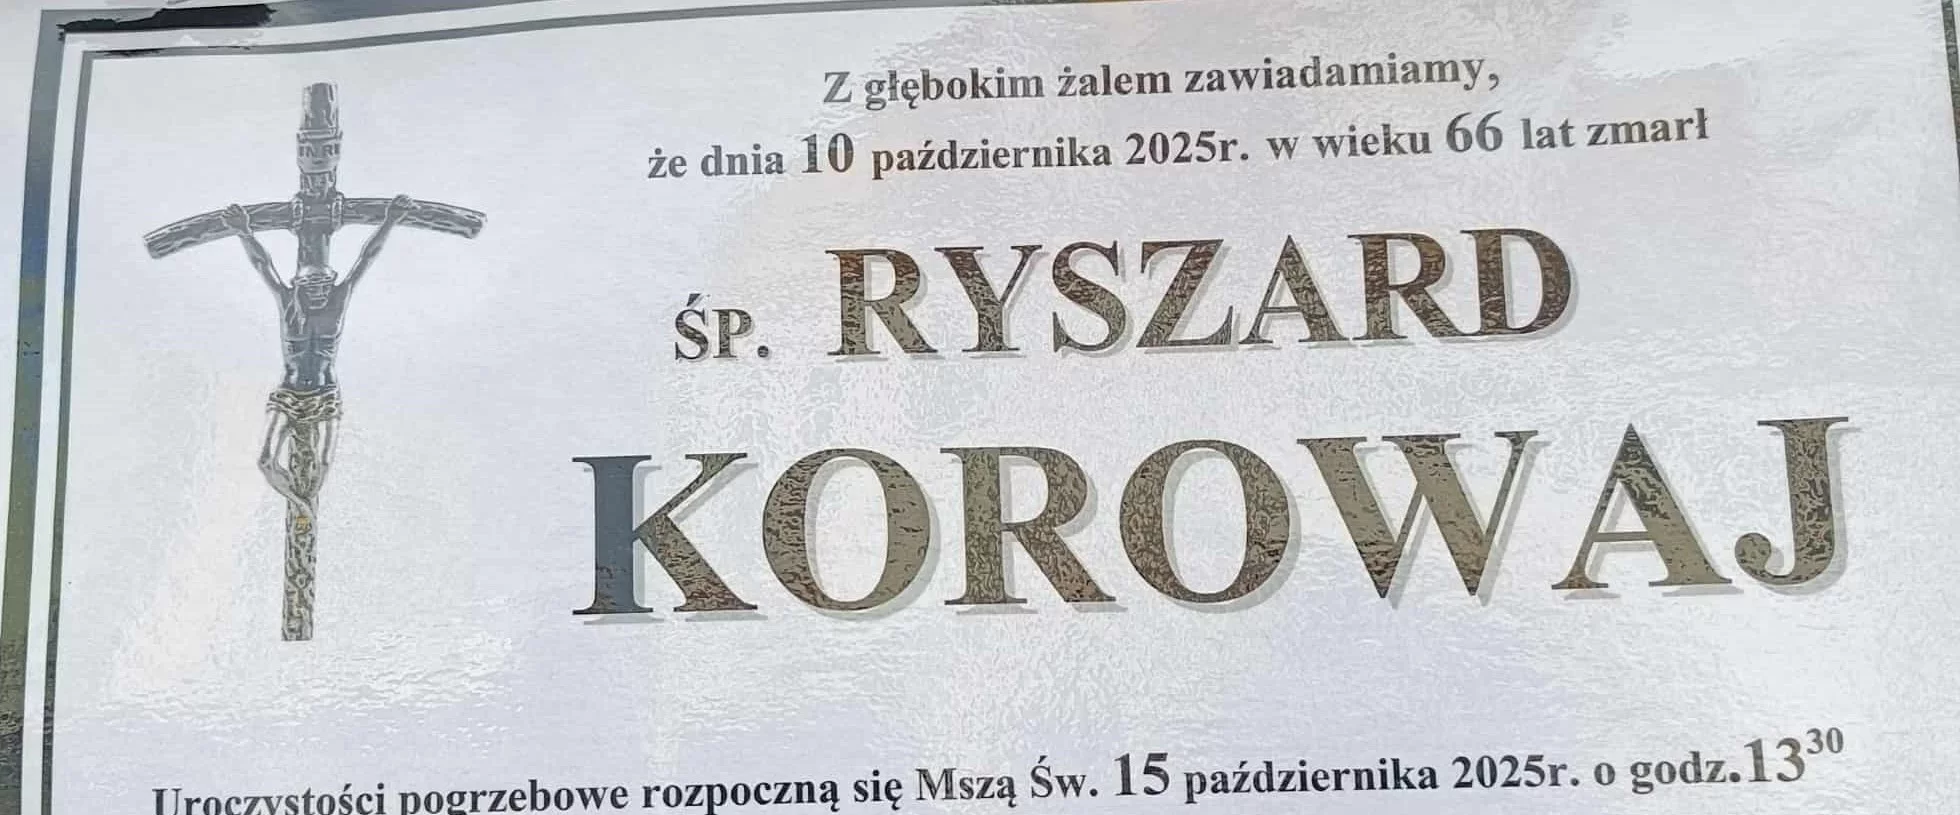 INRI
Z głębokim żalem zawiadamiamy,
że dnia 10 października 2025r. w wieku 66 lat zmarł
ŚP. RYSZARD
KOROWAJ
Uroczystości pogrzebowe rozpoczną się Mszą Św. 15 października 2025r. o godz.13³⁰